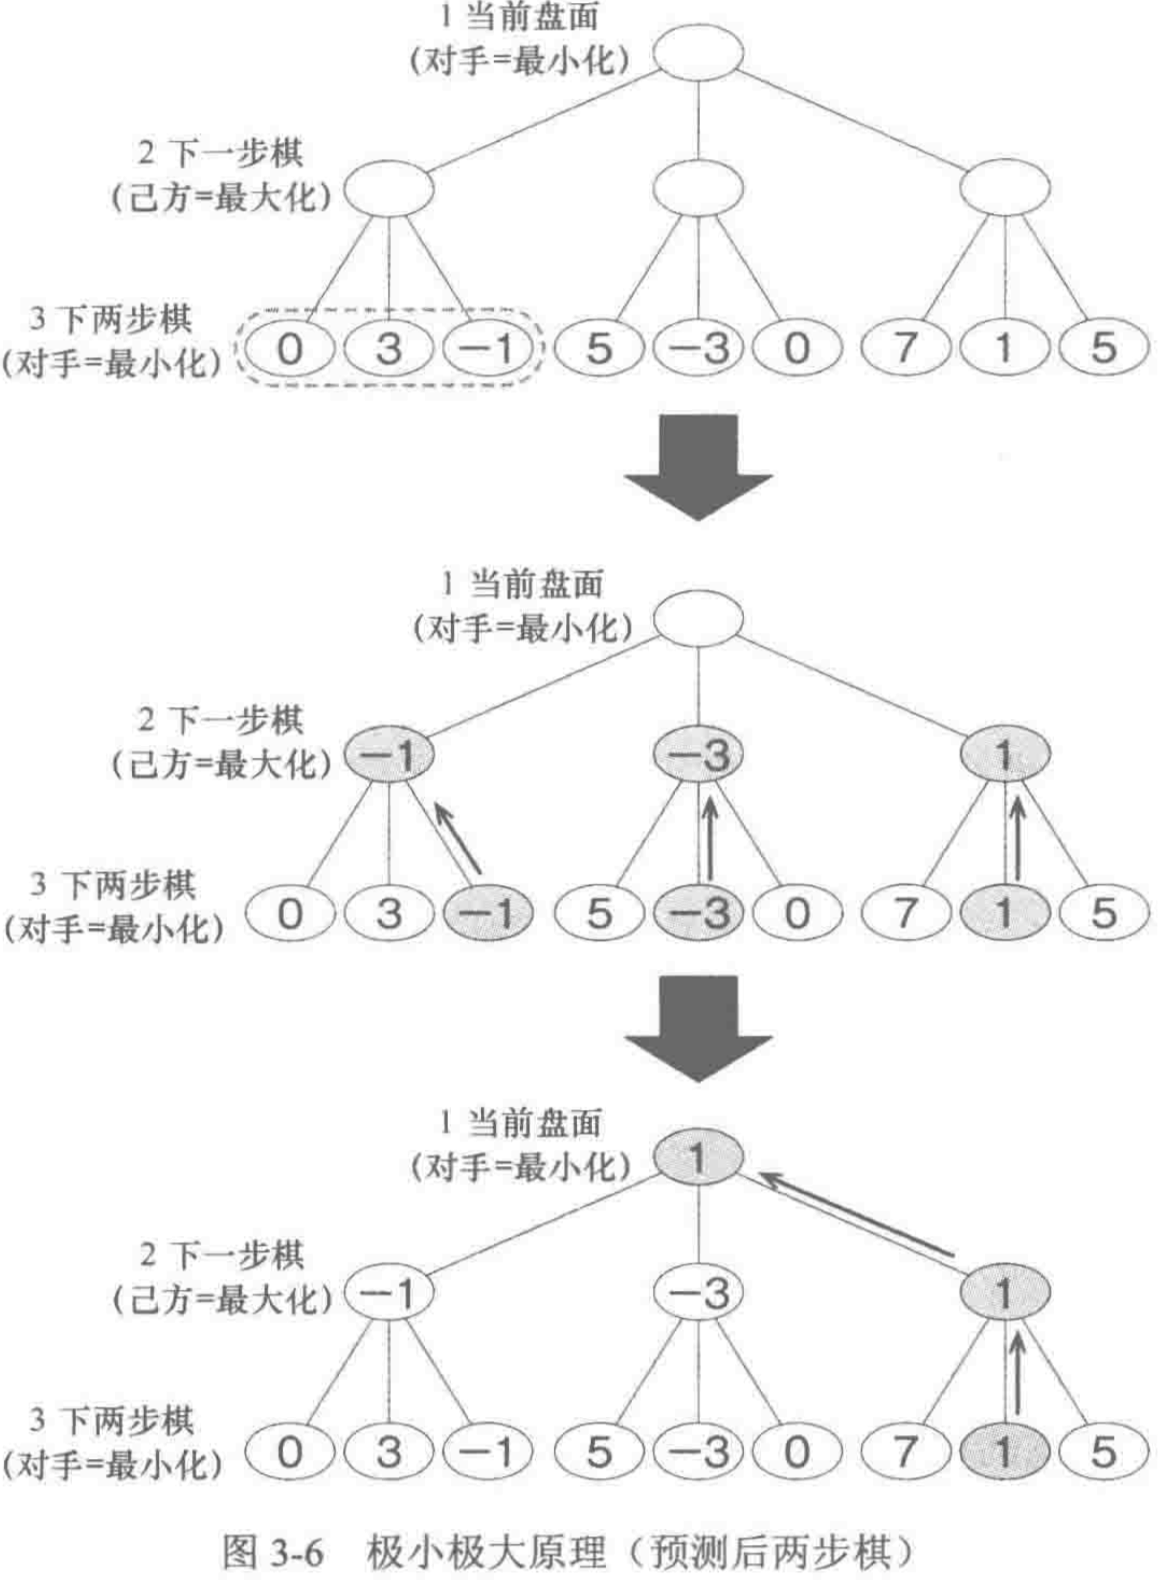 1 当前盘面
(对手=最小化)
2 下一步棋
(己方=最大化)
3 下两步棋
(对手=最小化)
0 3 −1 5 −3 0 7 1 5
1 当前盘面
(对手=最小化)
2 下一步棋
(己方=最大化)
−1 −3 1
3 下两步棋
(对手=最小化)
0 3 −1 5 −3 0 7 1 5
1 当前盘面
(对手=最小化)
1
2 下一步棋
(己方=最大化)
−1 −3 1
3 下两步棋
(对手=最小化)
0 3 −1 5 −3 0 7 1 5
图 3-6 极小极大原理（预测后两步棋）